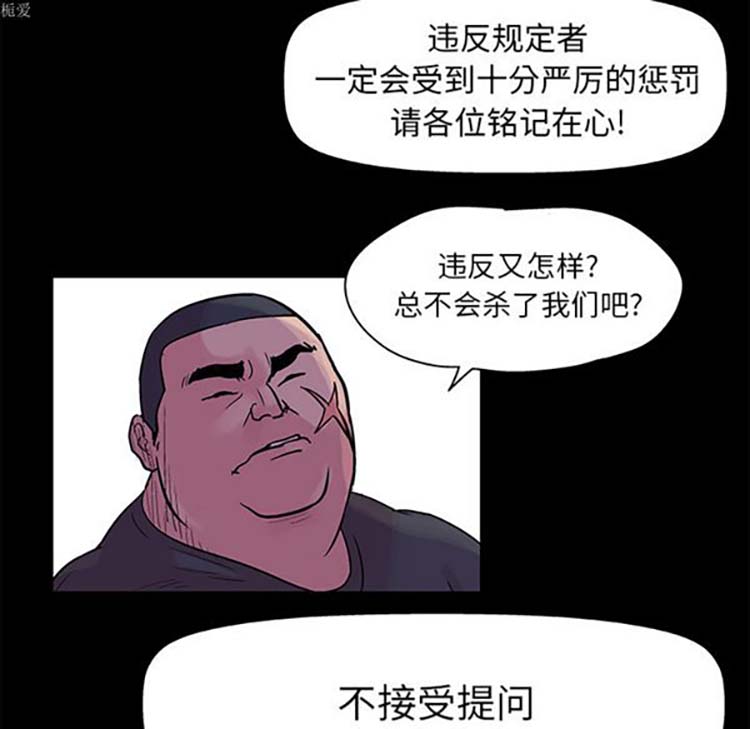 栀爱
违反规定者
一定会受到十分严厉的惩罚
请各位铭记在心!
违反又怎样?
总不会杀了我们吧?
不接受提问